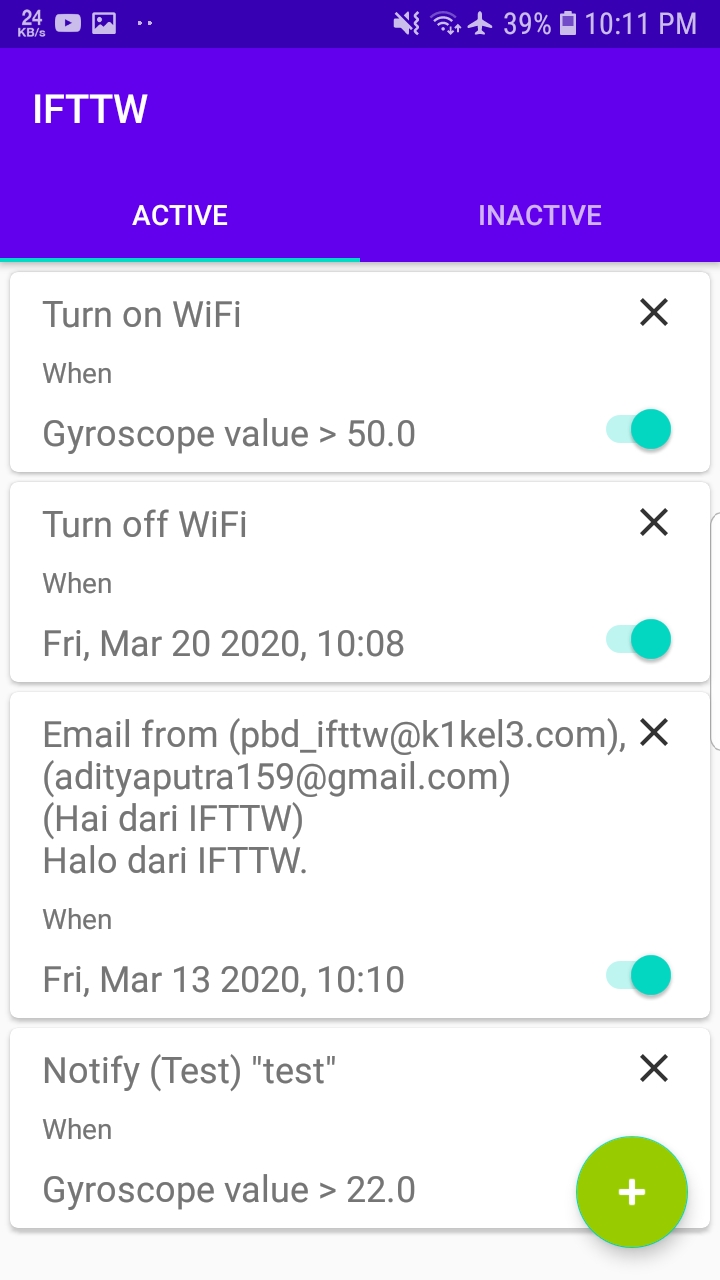 24
KB/s
39%
10:11 PM
IFTTW
ACTIVE
INACTIVE
Turn on WiFi
When
Gyroscope value > 50.0
Turn off WiFi
When
Fri, Mar 20 2020, 10:08
Email from (pbd_ifttw@k1kel3.com),
(adityaputra159@gmail.com)
(Hai dari IFTTW)
Halo dari IFTTW.
When
Fri, Mar 13 2020, 10:10
Notify (Test) "test"
When
Gyroscope value > 22.0